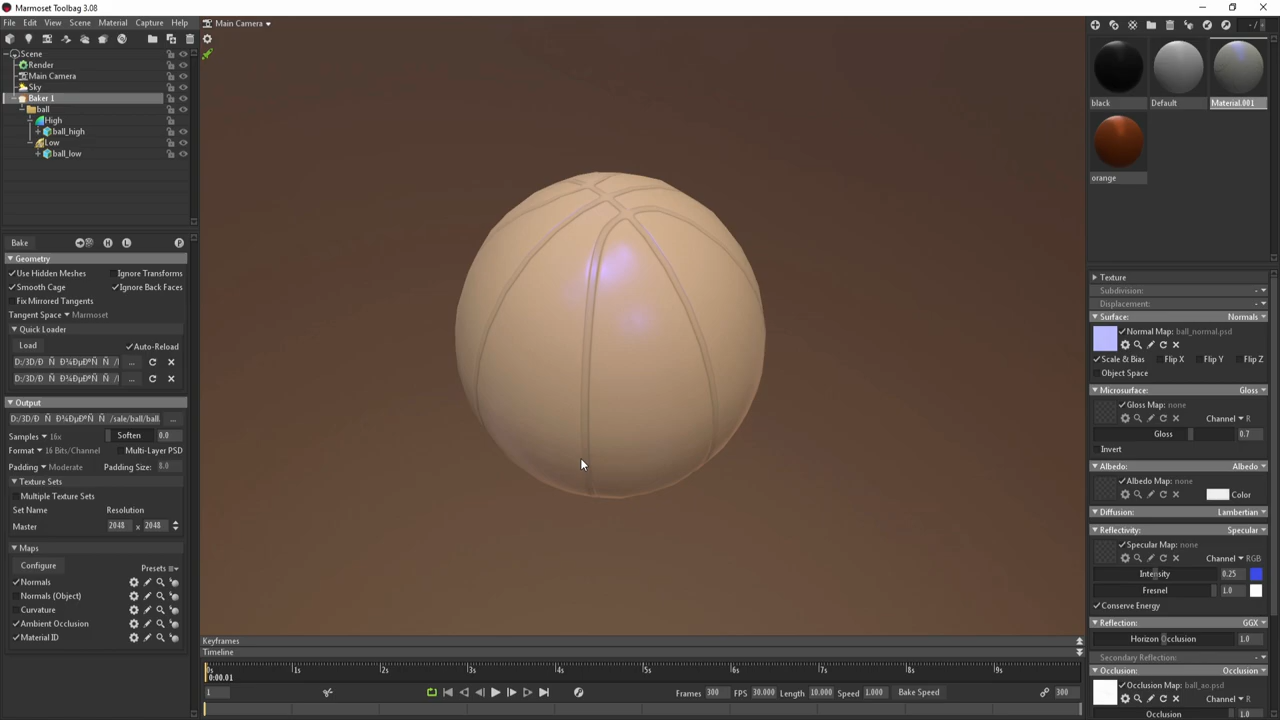 Marmoset Toolbag 3.08
File Edit View Scene Material Capture Help
Main Camera
Scene
Render
Main Camera
Sky
Baker 1
ball
High
ball_high
Low
ball_low
Bake H L P
Geometry
Use Hidden Meshes Ignore Transforms
Smooth Cage Ignore Back Faces
Fix Mirrored Tangents
Tangent Space Marmoset
Quick Loader
Load Auto-Reload
...
...
Output
/sale/ball/ball ...
Samples 16x Soften 0.0
Format 16 Bits/Channel Multi-Layer PSD
Padding Moderate Padding Size: 8.0
Texture Sets
Multiple Texture Sets
Set Name Resolution
Master 2048 x 2048
Maps
Configure Presets
Normals
Normals (Object)
Curvature
Ambient Occlusion
Material ID
Keyframes
Timeline
0s 1s 2s 3s 4s 5s 6s 7s 8s 9s
0:00.01
1 Frames 300 FPS 30.000 Length 10.000 Speed 1.000 Bake Speed 300
- /
black Default Material.001
orange
Texture
Subdivision: -
Displacement: -
Surface: Normals
Normal Map: ball_normal.psd
Scale & Bias Flip X Flip Y Flip Z
Object Space
Microsurface: Gloss
Gloss Map: none
Channel R
Gloss 0.7
Invert
Albedo: Albedo
Albedo Map: none
Color
Diffusion: Lambertian
Reflectivity: Specular
Specular Map: none
Channel RGB
Intensity 0.25
Fresnel 1.0
Conserve Energy
Reflection: GGX
Horizon Occlusion 1.0
Secondary Reflection: -
Occlusion: Occlusion
Occlusion Map: ball_ao.psd
Channel R
Occlusion 1.0